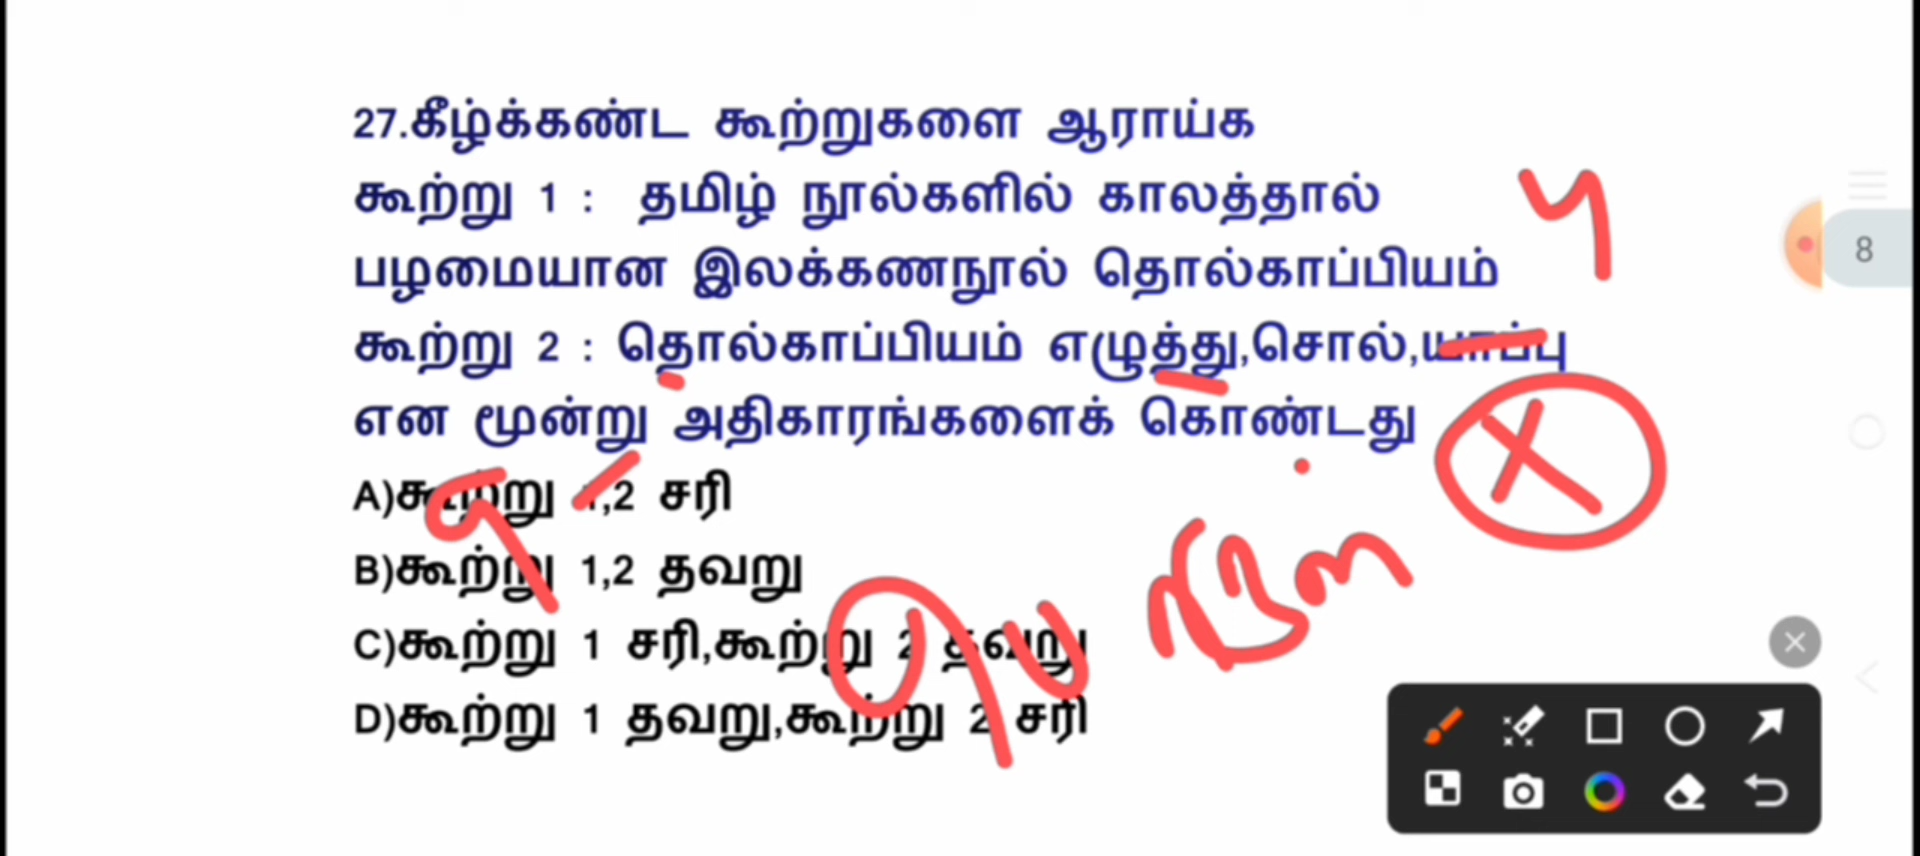 27.கீழ்க்கண்ட கூற்றுகளை ஆராய்க
கூற்று 1 : தமிழ் நூல்களில் காலத்தால்
பழமையான இலக்கணநூல் தொல்காப்பியம்
கூற்று 2 : தொல்காப்பியம் எழுத்து,சொல்,யாப்பு
என மூன்று அதிகாரங்களைக் கொண்டது
A)கூற்று 1,2 சரி
B)கூற்று 1,2 தவறு
C)கூற்று 1 சரி,கூற்று 2 தவறு
D)கூற்று 1 தவறு,கூற்று 2 சரி
8